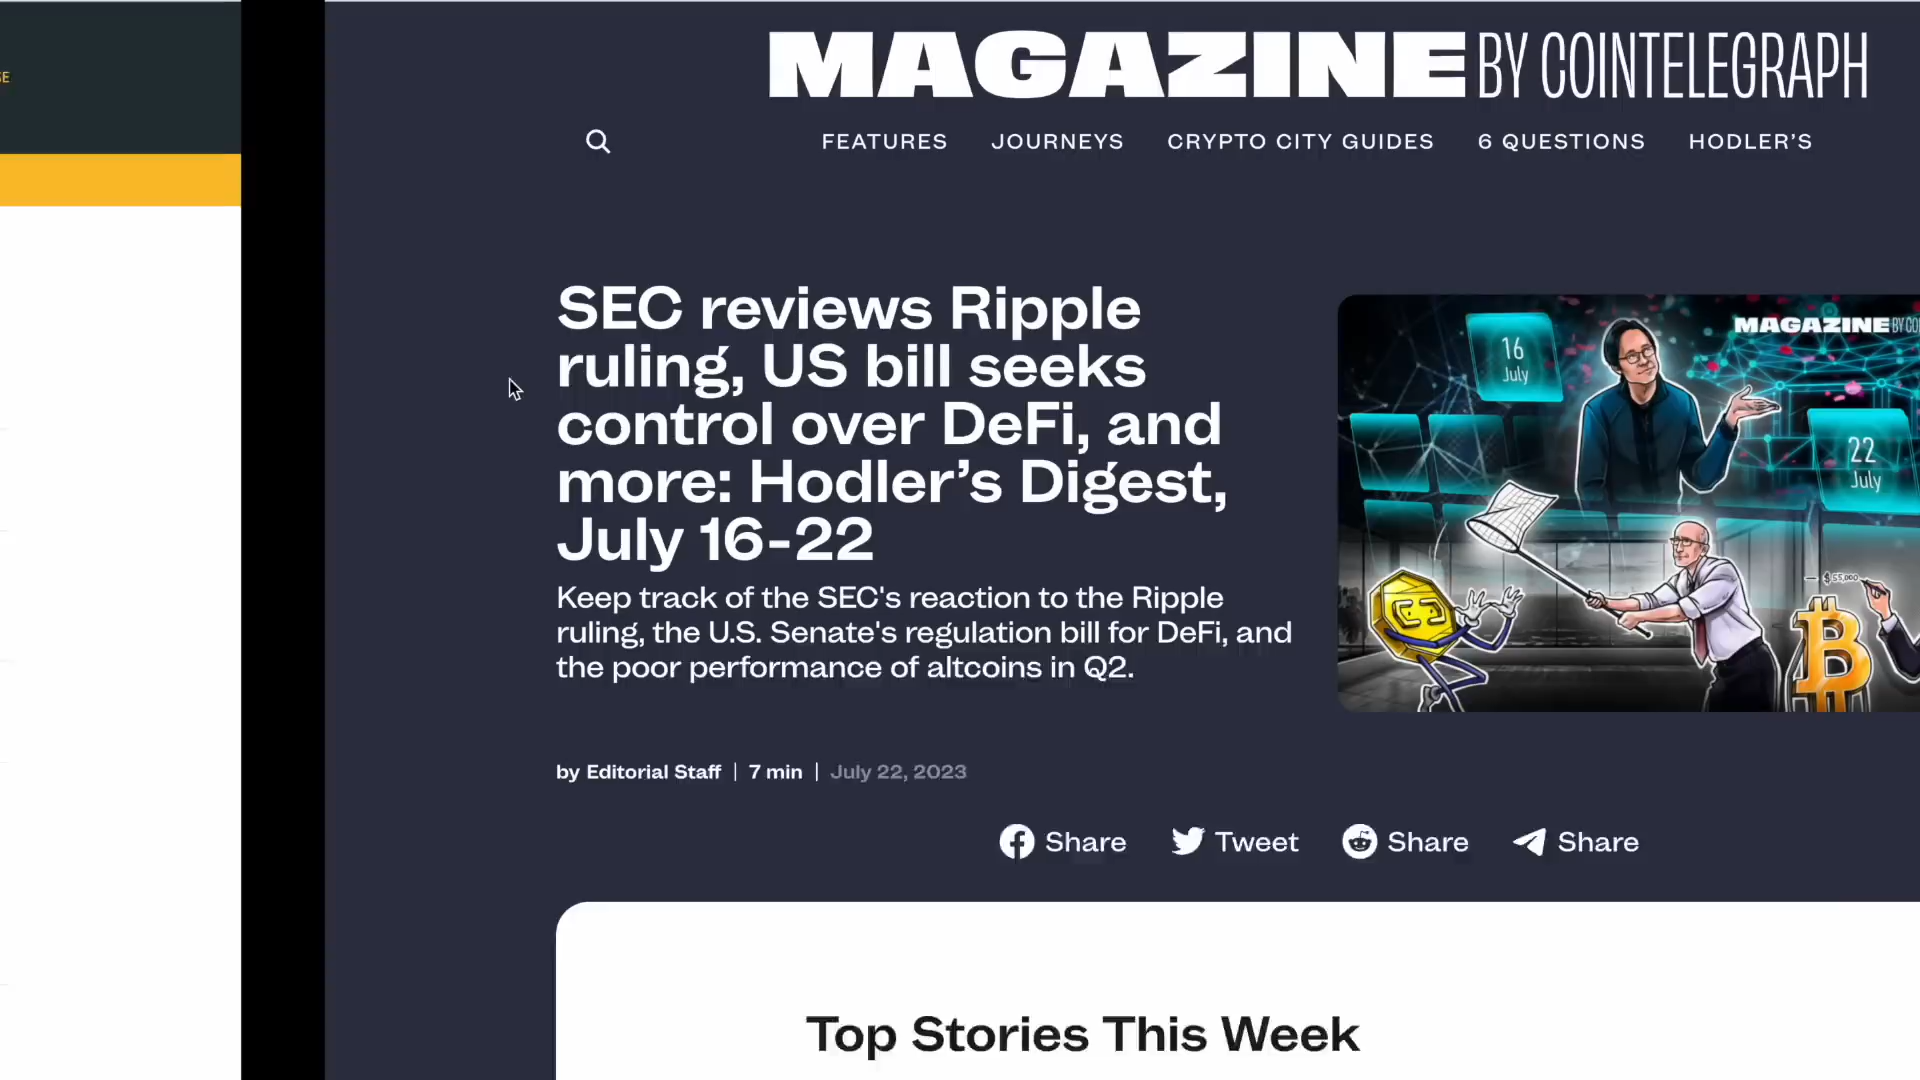 MAGAZINE BY COINTELEGRAPH
FEATURES JOURNEYS CRYPTO CITY GUIDES 6 QUESTIONS HODLER’S
SEC reviews Ripple
ruling, US bill seeks
control over DeFi, and
more: Hodler’s Digest,
July 16-22
Keep track of the SEC's reaction to the Ripple
ruling, the U.S. Senate's regulation bill for DeFi, and
the poor performance of altcoins in Q2.
by Editorial Staff | 7 min | July 22, 2023
MAGAZINE BY
16
July
22
July
$65,000
Share Tweet Share Share
Top Stories This Week